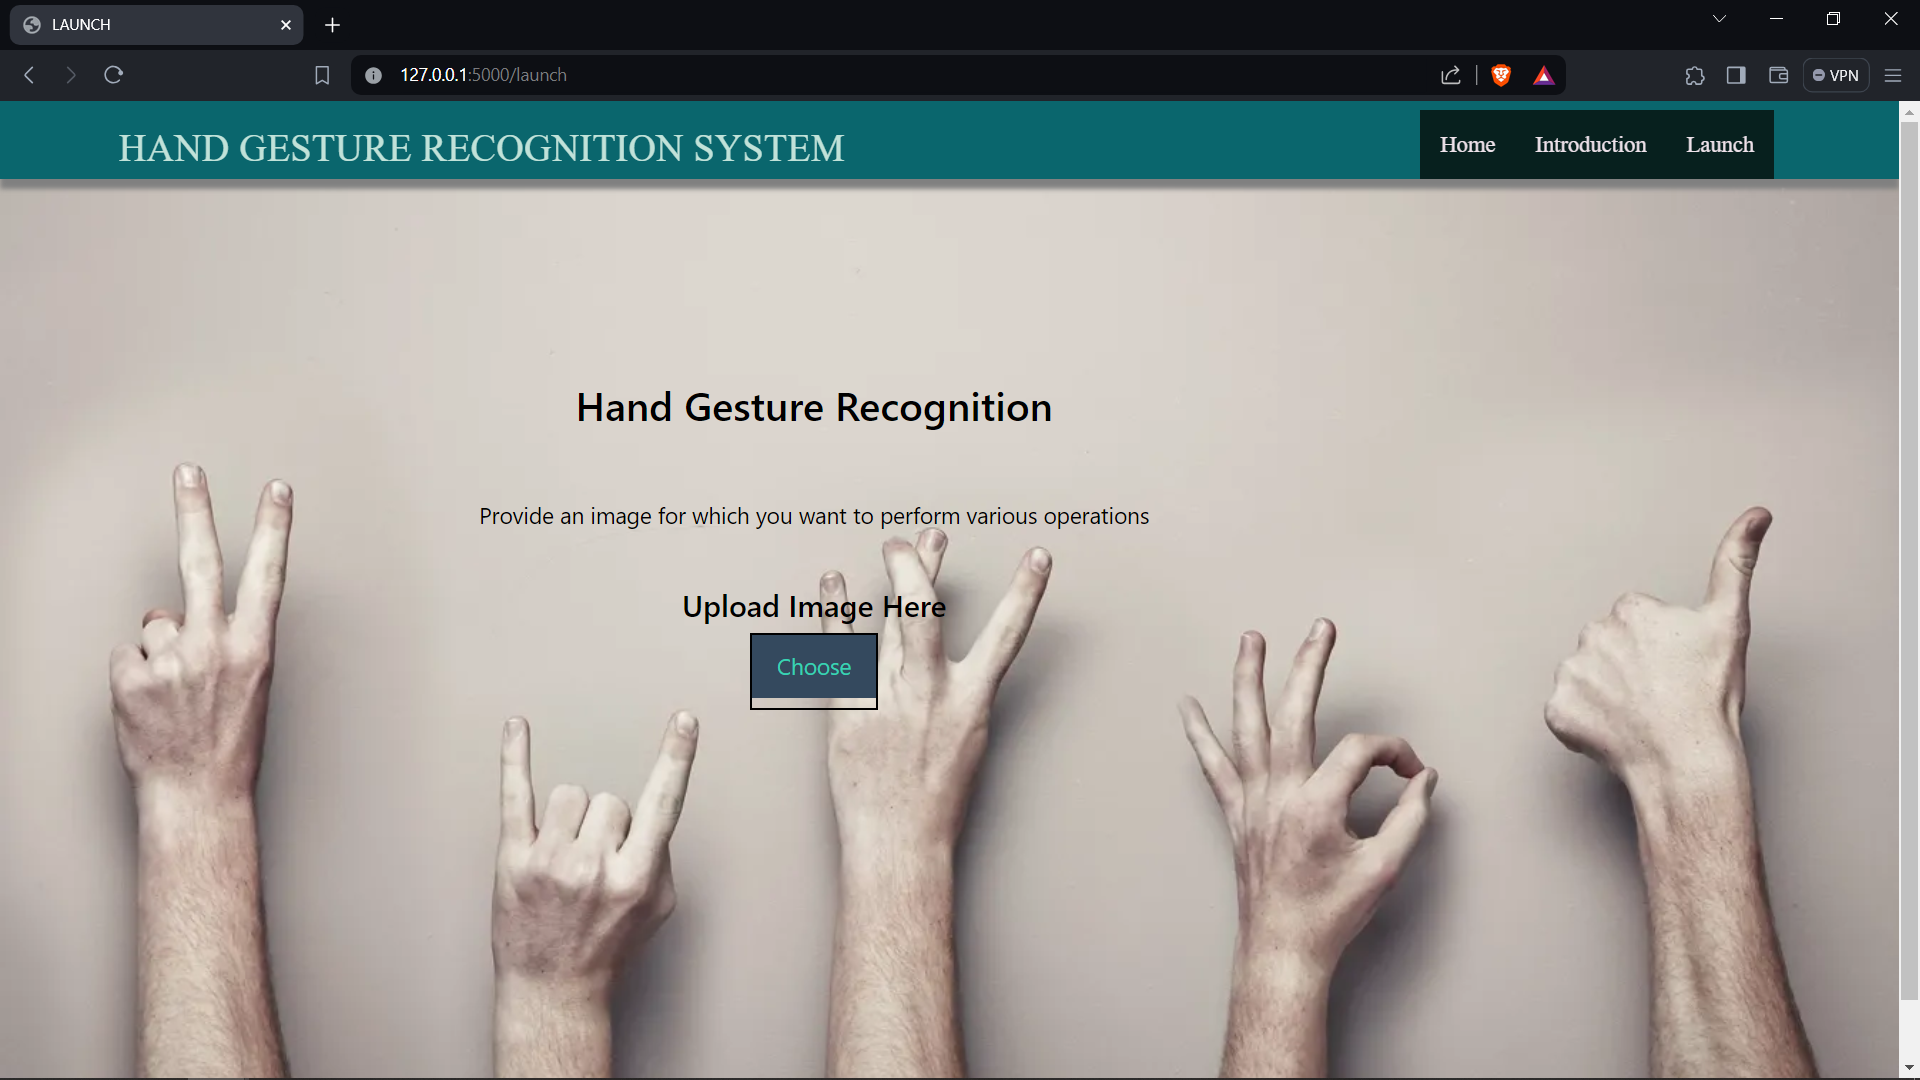 LAUNCH
127.0.0.1:5000/launch
VPN
HAND GESTURE RECOGNITION SYSTEM
Home Introduction Launch
Hand Gesture Recognition
Provide an image for which you want to perform various operations
Upload Image Here
Choose